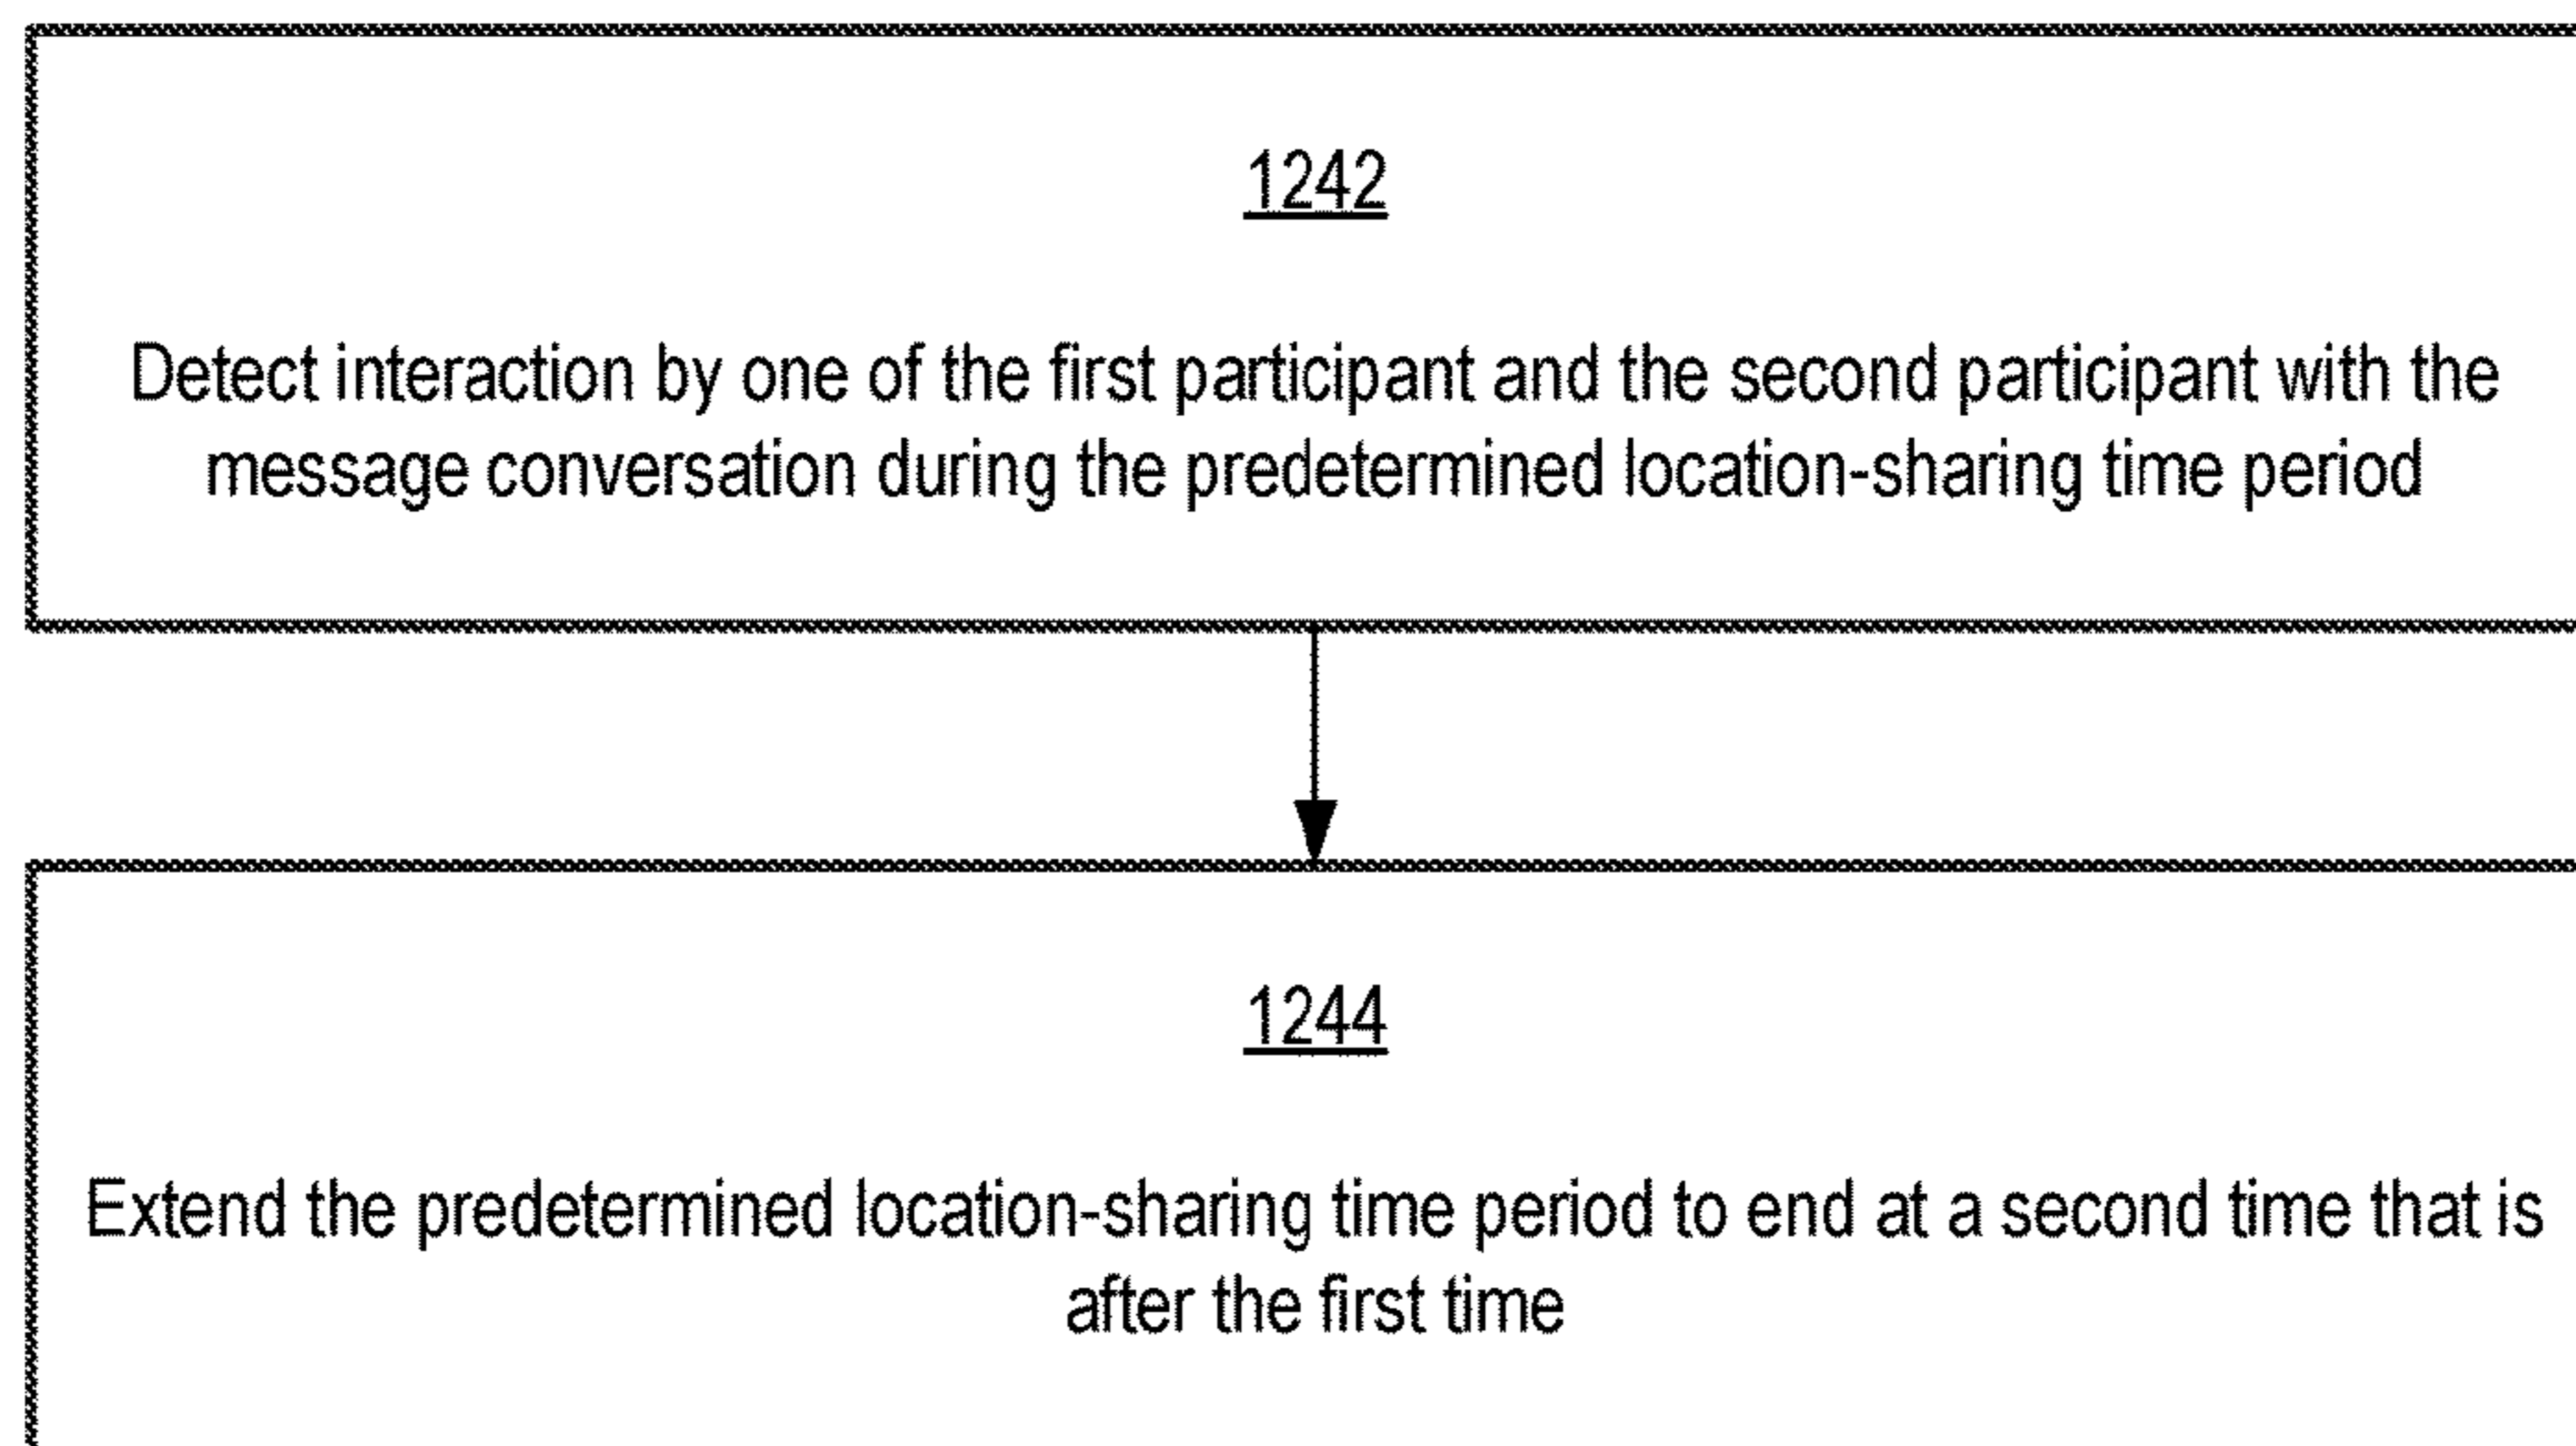 1242
Detect interaction by one of the first participant and the second participant with the
message conversation during the predetermined location-sharing time period
1244
Extend the predetermined location-sharing time period to end at a second time that is
after the first time